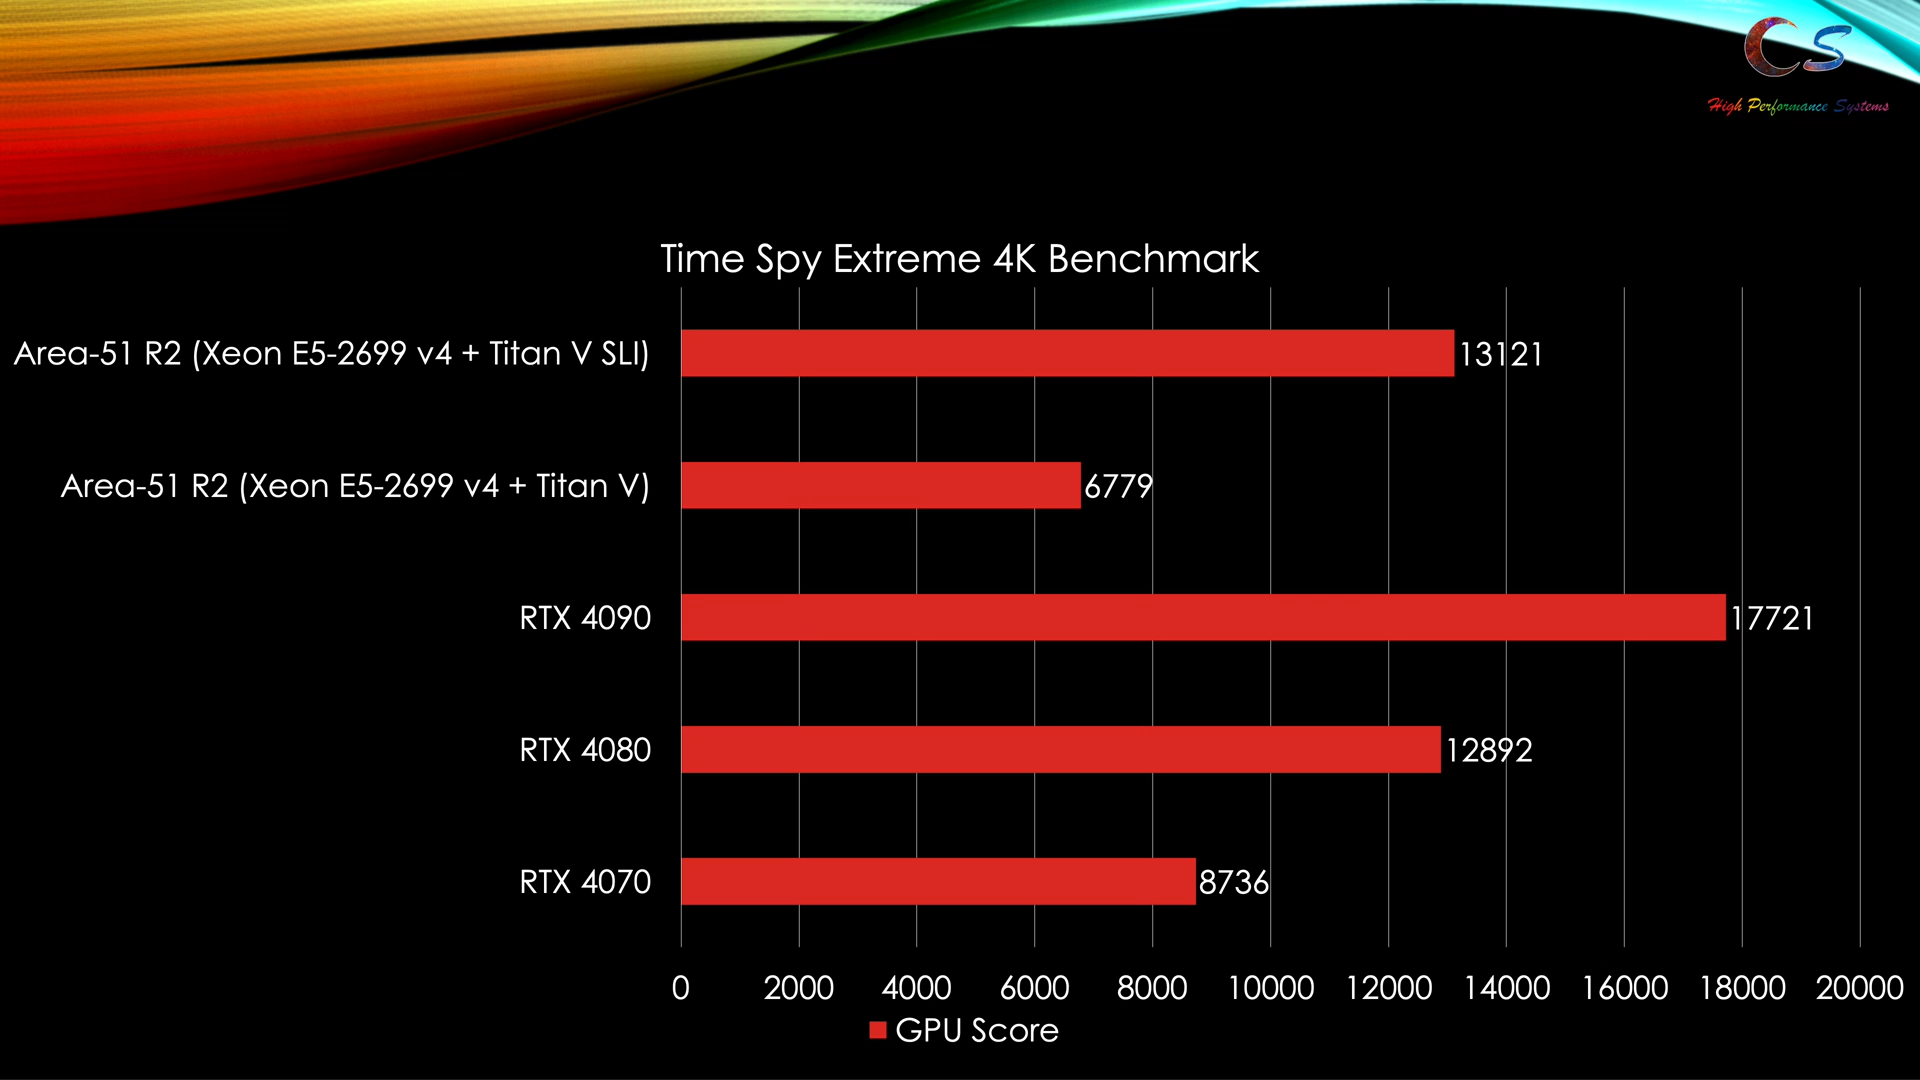 CS
High Performance Systems
Time Spy Extreme 4K Benchmark
Area-51 R2 (Xeon E5-2699 v4 + Titan V SLI) 13121
Area-51 R2 (Xeon E5-2699 v4 + Titan V) 6779
RTX 4090 17721
RTX 4080 12892
RTX 4070 8736
0 2000 4000 6000 8000 10000 12000 14000 16000 18000 20000
GPU Score